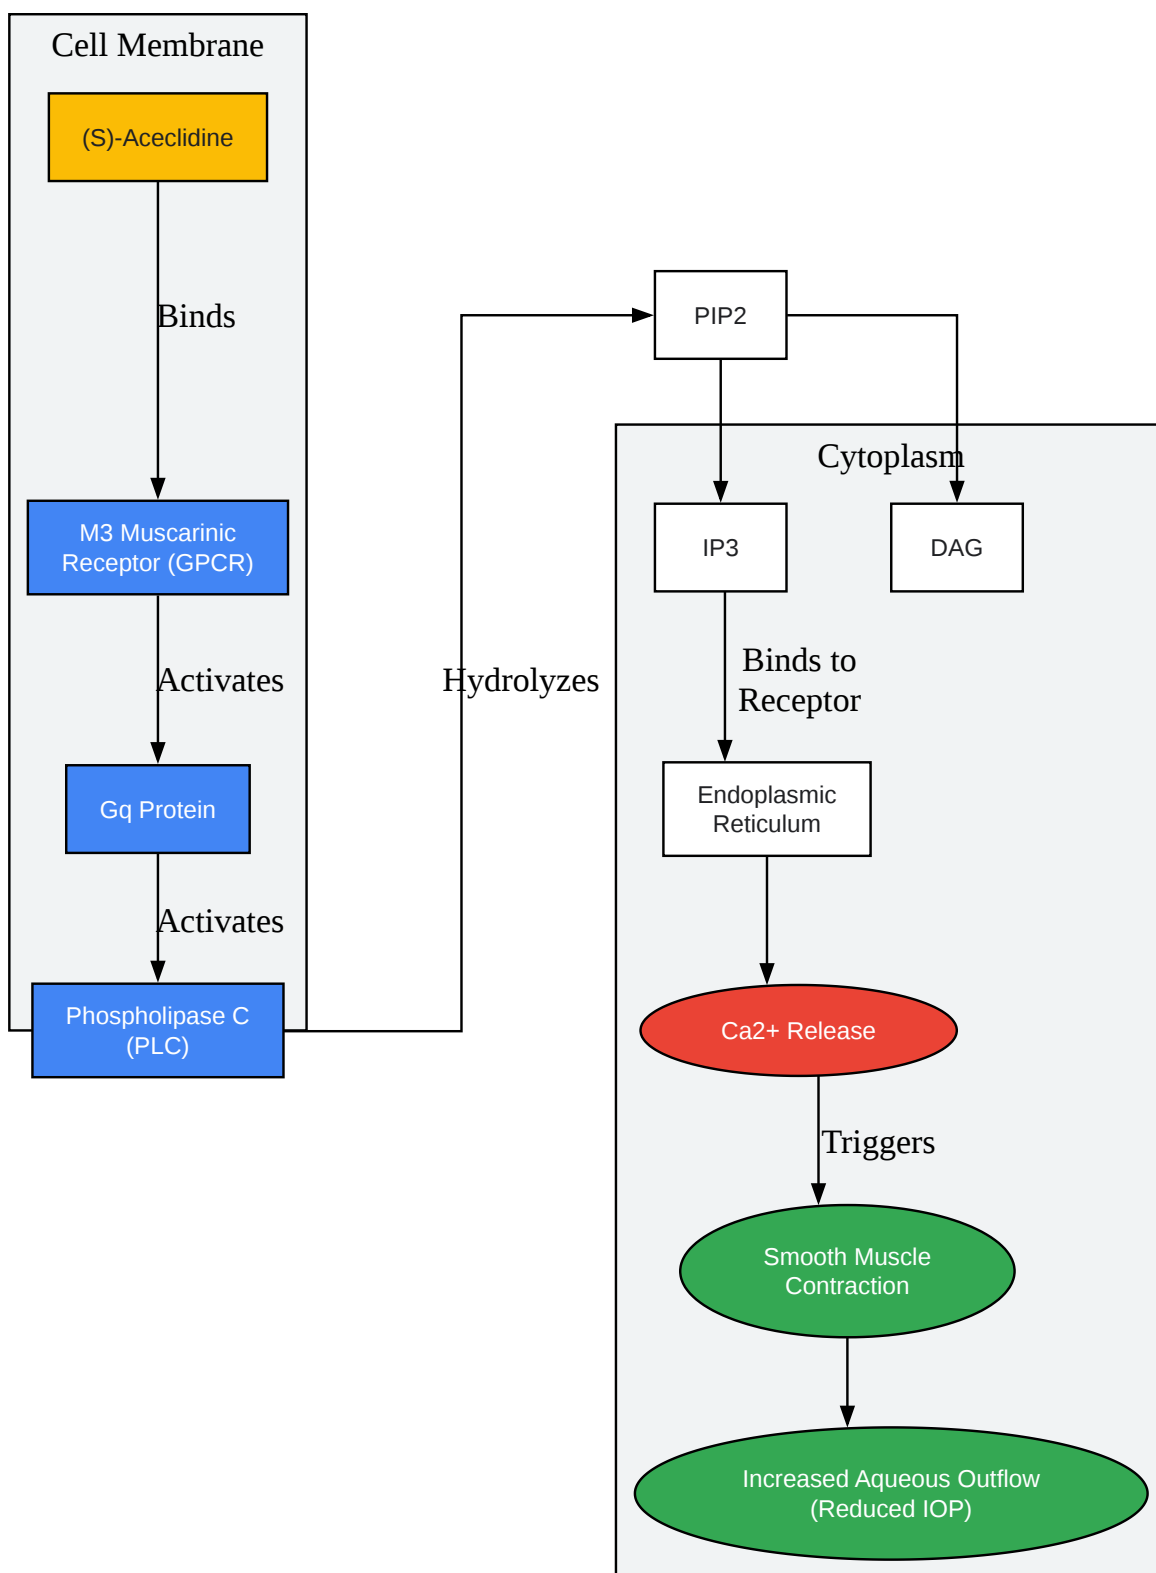 Cell Membrane
(S)-Aceclidine
Binds
M3 Muscarinic
Receptor (GPCR)
Activates
Gq Protein
Activates
Phospholipase C
(PLC)
Hydrolyzes
PIP2
Cytoplasm
IP3
DAG
Binds to
Receptor
Endoplasmic
Reticulum
Ca2+ Release
Triggers
Smooth Muscle
Contraction
Increased Aqueous Outflow
(Reduced IOP)